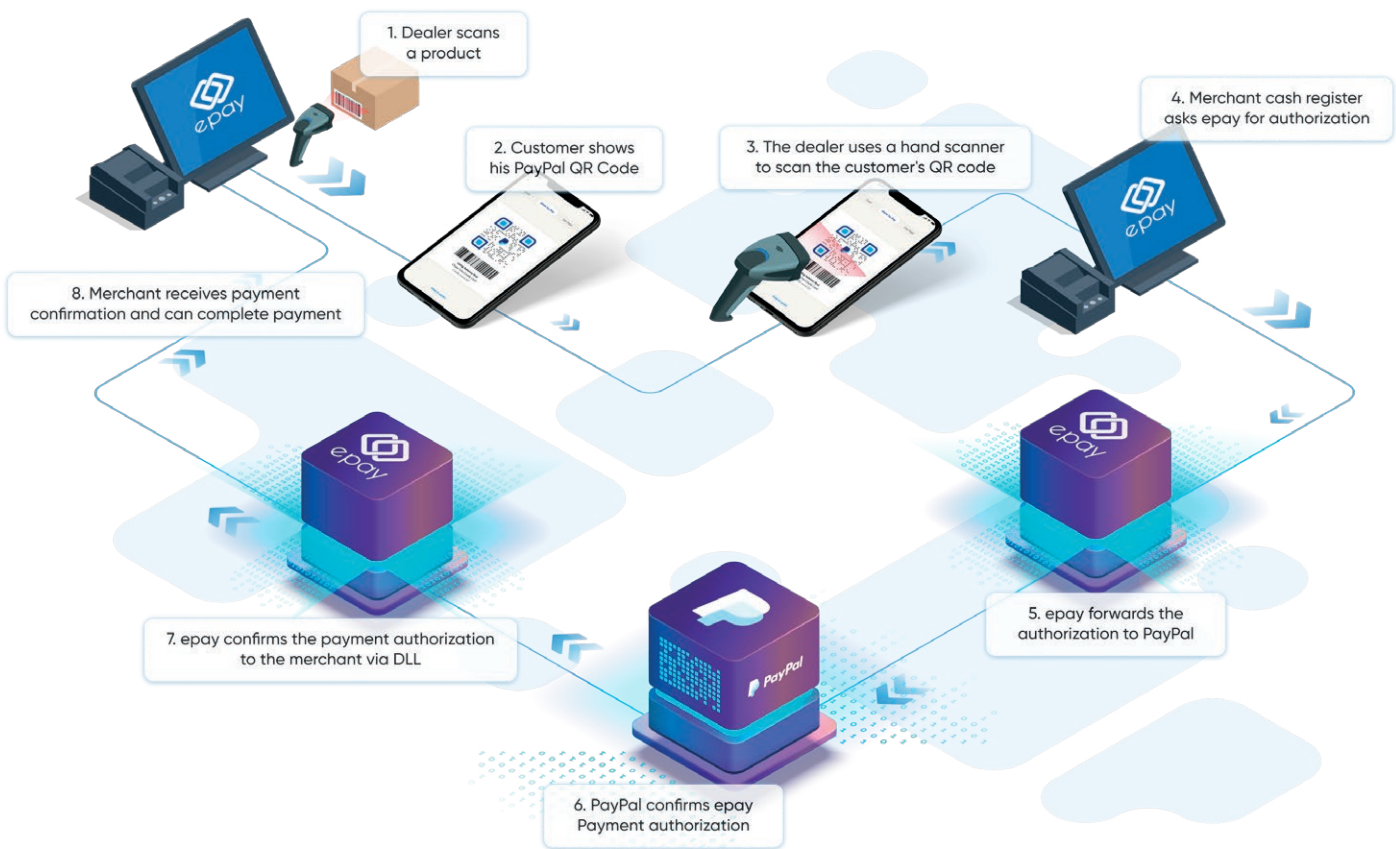 1. Dealer scans
a product
epay
2. Customer shows
his PayPal QR Code
3. The dealer uses a hand scanner
to scan the customer's QR code
4. Merchant cash register
asks epay for authorization
epay
8. Merchant receives payment
confirmation and can complete payment
epay
epay
7. epay confirms the payment authorization
to the merchant via DLL
5. epay forwards the
authorization to PayPal
PayPal
6. PayPal confirms epay
Payment authorization